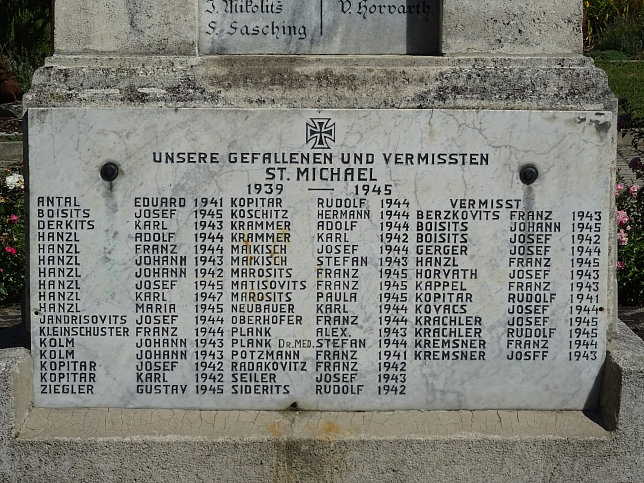 J. Nikolits V. Horvarth.
S. Gasching
UNSERE GEFALLENEN UND VERMISSTEN
ST. MICHAEL
1939 — 1945
ANTAL EDUARD 1941
BOISITS JOSEF 1945
DERKITS KARL 1943
HANZL ADOLF 1944
HANZL FRANZ 1944
HANZL JOHANN 1943
HANZL JOHANN 1942
HANZL JOSEF 1945
HANZL KARL 1947
HANZL MARIA 1945
JANDRISOVITS JOSEF 1944
KLEINSCHUSTER FRANZ 1944
KOLM JOHANN 1943
KOLM JOHANN 1943
KOPITAR JOSEF 1942
KOPITAR KARL 1942
ZIEGLER GUSTAV 1945
KOPITAR RUDOLF 1944
KOSCHITZ HERMANN 1944
KRAMMER ADOLF 1944
KRAMMER KARL 1942
MAIKISCH JOSEF 1944
MAKISCH STEFAN 1943
MAROSITS FRANZ 1945
MATISOVITS FRANZ 1945
MAROSITS PAULA 1945
NEUBAUER KARL 1944
OBERHOFER FRANZ 1944
PLANK ALEX. 1943
PLANK DR. MED. STEFAN 1944
POTZMANN FRANZ 1941
RADAKOVITZ FRANZ 1942
SEILER JOSEF 1943
SIDERITS RUDOLF 1942
VERMISST
BERZKOVITS FRANZ 1943
BOISITS JOHANN 1945
BOISITS JOSEF 1942
GERGER JOSEF 1944
HANZL FRANZ 1945
HORVATH JOSEF 1943
KAPPEL FRANZ 1943
KOPITAR RUDOLF 1941
KOVACS JOSEF 1944
KRACHLER JOSEF 1945
KRACHLER RUDOLF 1945
KREMSNER FRANZ 1944
KREMSNER JOSEF 1943